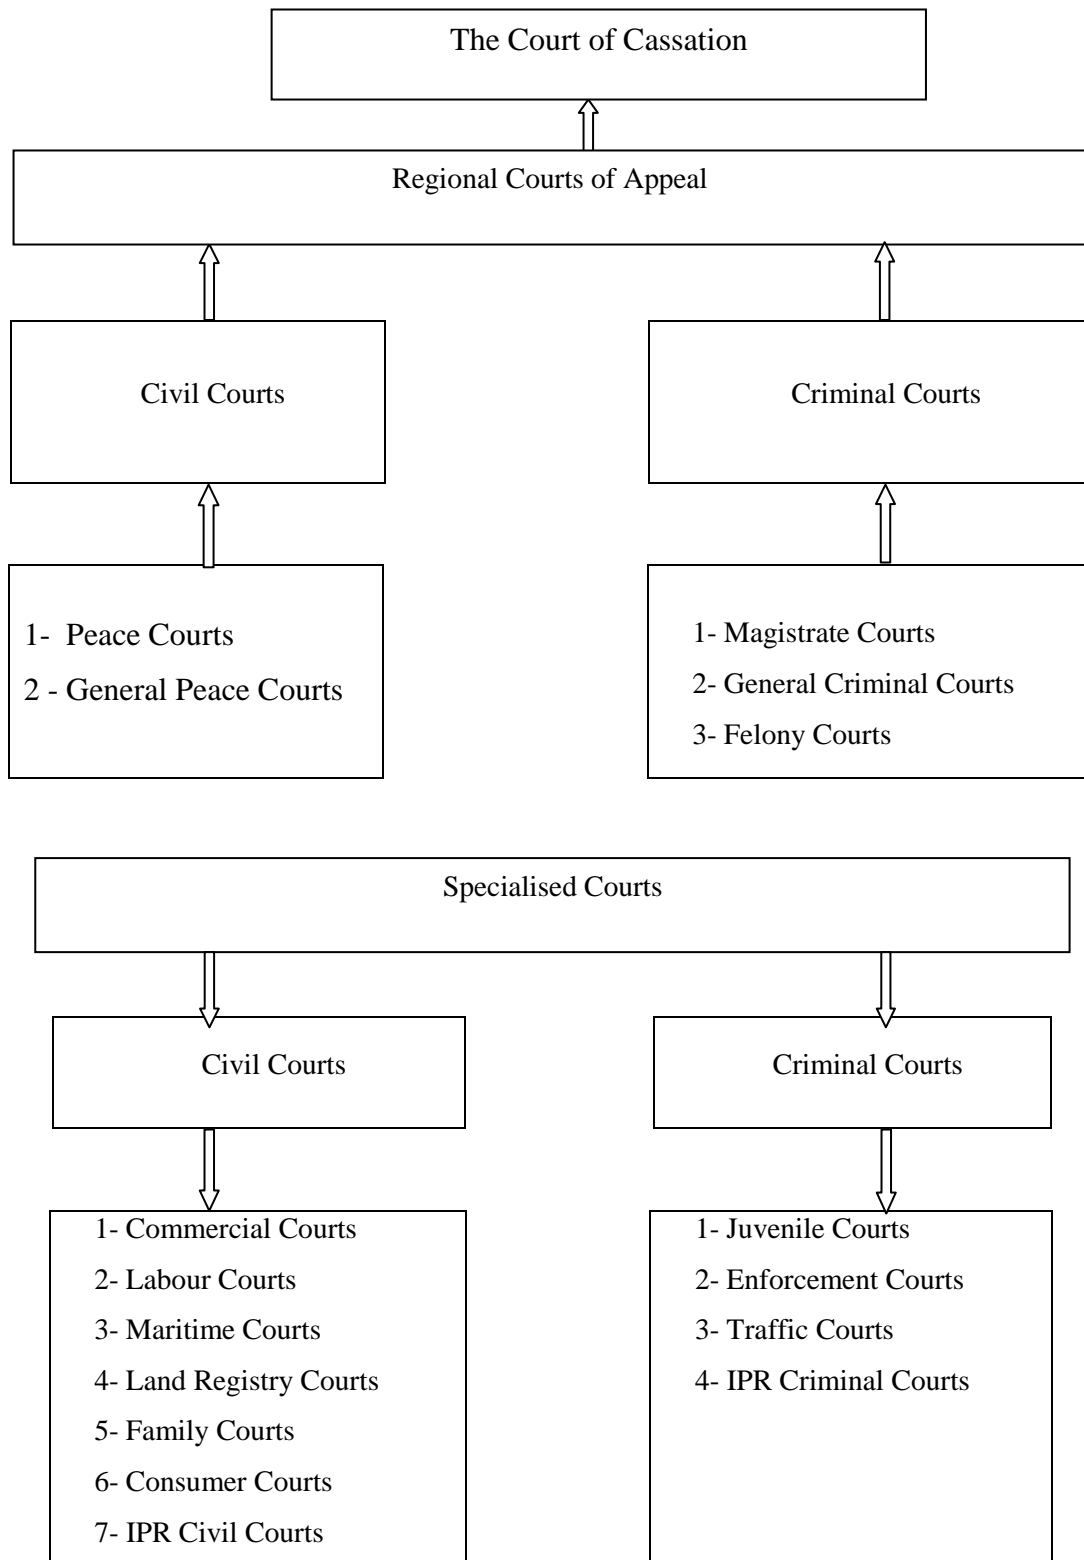 The Court of Cassation
Regional Courts of Appeal
Civil Courts
Criminal Courts
1- Peace Courts
2 - General Peace Courts
1- Magistrate Courts
2- General Criminal Courts
3- Felony Courts
Specialised Courts
Civil Courts
Criminal Courts
1- Commercial Courts
2- Labour Courts
3- Maritime Courts
4- Land Registry Courts
5- Family Courts
6- Consumer Courts
7- IPR Civil Courts
1- Juvenile Courts
2- Enforcement Courts
3- Traffic Courts
4- IPR Criminal Courts